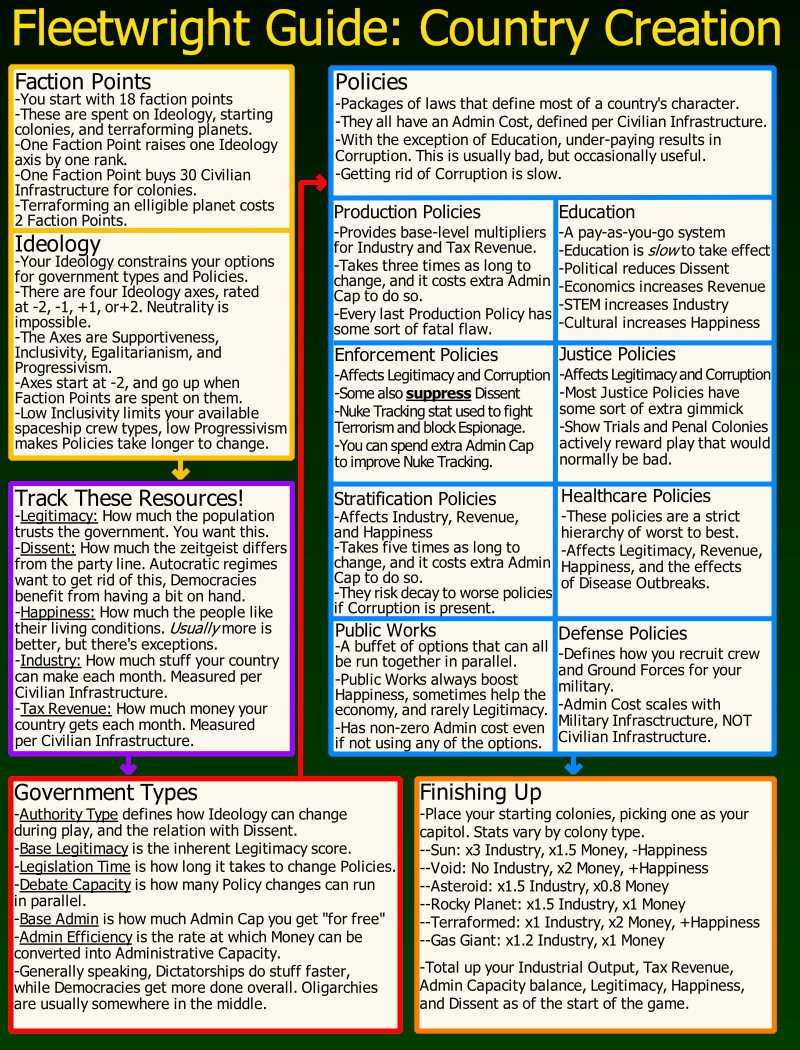 Fleetwright Guide: Country Creation
Faction Points
-You start with 18 faction points
-These are spent on Ideology, starting
colonies, and terraforming planets.
-One Faction Point raises one Ideology
axis by one rank.
-One Faction Point buys 30 Civilian
Infrastructure for colonies.
-Terraforming an elligible planet costs
2 Faction Points.
Ideology
-Your Ideology constrains your options
for government types and Policies.
-There are four Ideology axes, rated
at -2, -1, +1, or+2. Neutrality is
impossible.
-The Axes are Supportiveness,
Inclusivity, Egalitarianism, and
Progressivism.
-Axes start at -2, and go up when
Faction Points are spent on them.
-Low Inclusivity limits your available
spaceship crew types, low Progressivism
makes Policies take longer to change.
Track These Resources!
-Legitimacy: How much the population
trusts the government. You want this.
-Dissent: How much the zeitgeist differs
from the party line. Autocratic regimes
want to get rid of this, Democracies
benefit from having a bit on hand.
-Happiness: How much the people like
their living conditions. Usually more is
better, but there's exceptions.
-Industry: How much stuff your country
can make each month. Measured per
Civilian Infrastructure.
-Tax Revenue: How much money your
country gets each month. Measured
per Civilian Infrastructure.
Government Types
-Authority Type defines how Ideology can change
during play, and the relation with Dissent.
-Base Legitimacy is the inherent Legitimacy score.
-Legislation Time is how long it takes to change Policies.
-Debate Capacity is how many Policy changes can run
in parallel.
-Base Admin is how much Admin Cap you get "for free"
-Admin Efficiency is the rate at which Money can be
converted into Administrative Capacity.
-Generally speaking, Dictatorships do stuff faster,
while Democracies get more done overall. Oligarchies
are usually somewhere in the middle.
Policies
-Packages of laws that define most of a country's character.
-They all have an Admin Cost, defined per Civilian Infrastructure.
-With the exception of Education, under-paying results in
Corruption. This is usually bad, but occasionally useful.
-Getting rid of Corruption is slow.
Production Policies
-Provides base-level multipliers
for Industry and Tax Revenue.
-Takes three times as long to
change, and it costs extra Admin
Cap to do so.
-Every last Production Policy has
some sort of fatal flaw.
Education
-A pay-as-you-go system
-Education is slow to take effect
-Political reduces Dissent
-Economics increases Revenue
-STEM increases Industry
-Cultural increases Happiness
Enforcement Policies
-Affects Legitimacy and Corruption
-Some also suppress Dissent
-Nuke Tracking stat used to fight
Terrorism and block Espionage.
-You can spend extra Admin Cap
to improve Nuke Tracking.
Justice Policies
-Affects Legitimacy and Corruption
-Most Justice Policies have
some sort of extra gimmick
-Show Trials and Penal Colonies
actively reward play that would
normally be bad.
Stratification Policies
-Affects Industry, Revenue,
and Happiness
-Takes five times as long to
change, and it costs extra Admin
Cap to do so.
-They risk decay to worse policies
if Corruption is present.
Healthcare Policies
-These policies are a strict
hierarchy of worst to best.
-Affects Legitimacy, Revenue,
Happiness, and the effects
of Disease Outbreaks.
Public Works
-A buffet of options that can all
be run together in parallel.
-Public Works always boost
Happiness, sometimes help the
economy, and rarely Legitimacy.
-Has non-zero Admin cost even
if not using any of the options.
Defense Policies
-Defines how you recruit crew
and Ground Forces for your
military.
-Admin Cost scales with
Military Infrasctructure, NOT
Civilian Infrastructure.
Finishing Up
-Place your starting colonies, picking one as your
capitol. Stats vary by colony type.
--Sun: x3 Industry, x1.5 Money, -Happiness
--Void: No Industry, x2 Money, +Happiness
--Asteroid: x1.5 Industry, x0.8 Money
--Rocky Planet: x1.5 Industry, x1 Money
--Terraformed: x1 Industry, x2 Money, +Happiness
--Gas Giant: x1.2 Industry, x1 Money
-Total up your Industrial Output, Tax Revenue,
Admin Capacity balance, Legitimacy, Happiness,
and Dissent as of the start of the game.